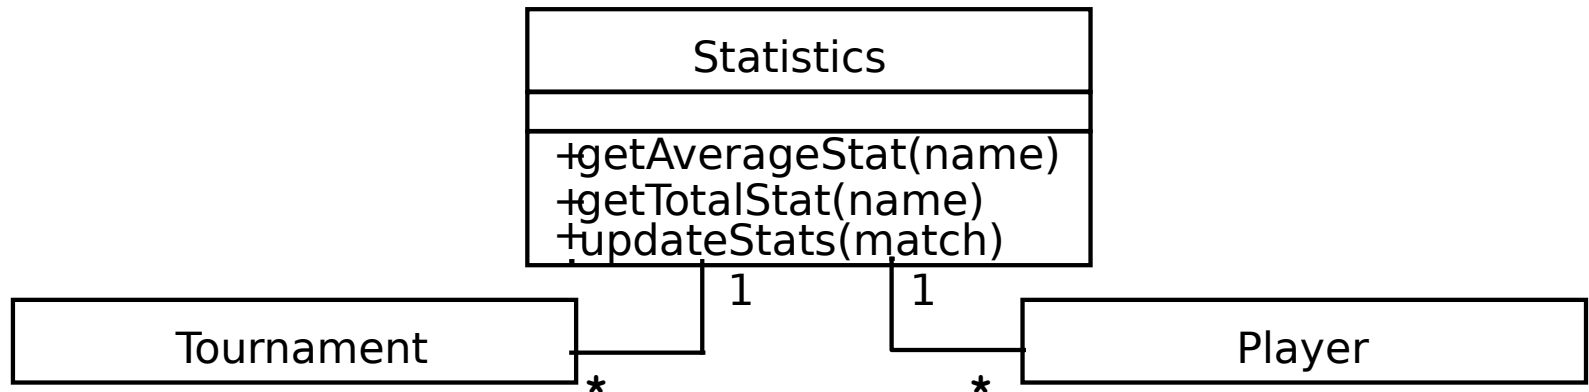 Statistics
+getAverageStat(name)
+getTotalStat(name)
+updateStats(match)
1 1
Tournament Player
* *